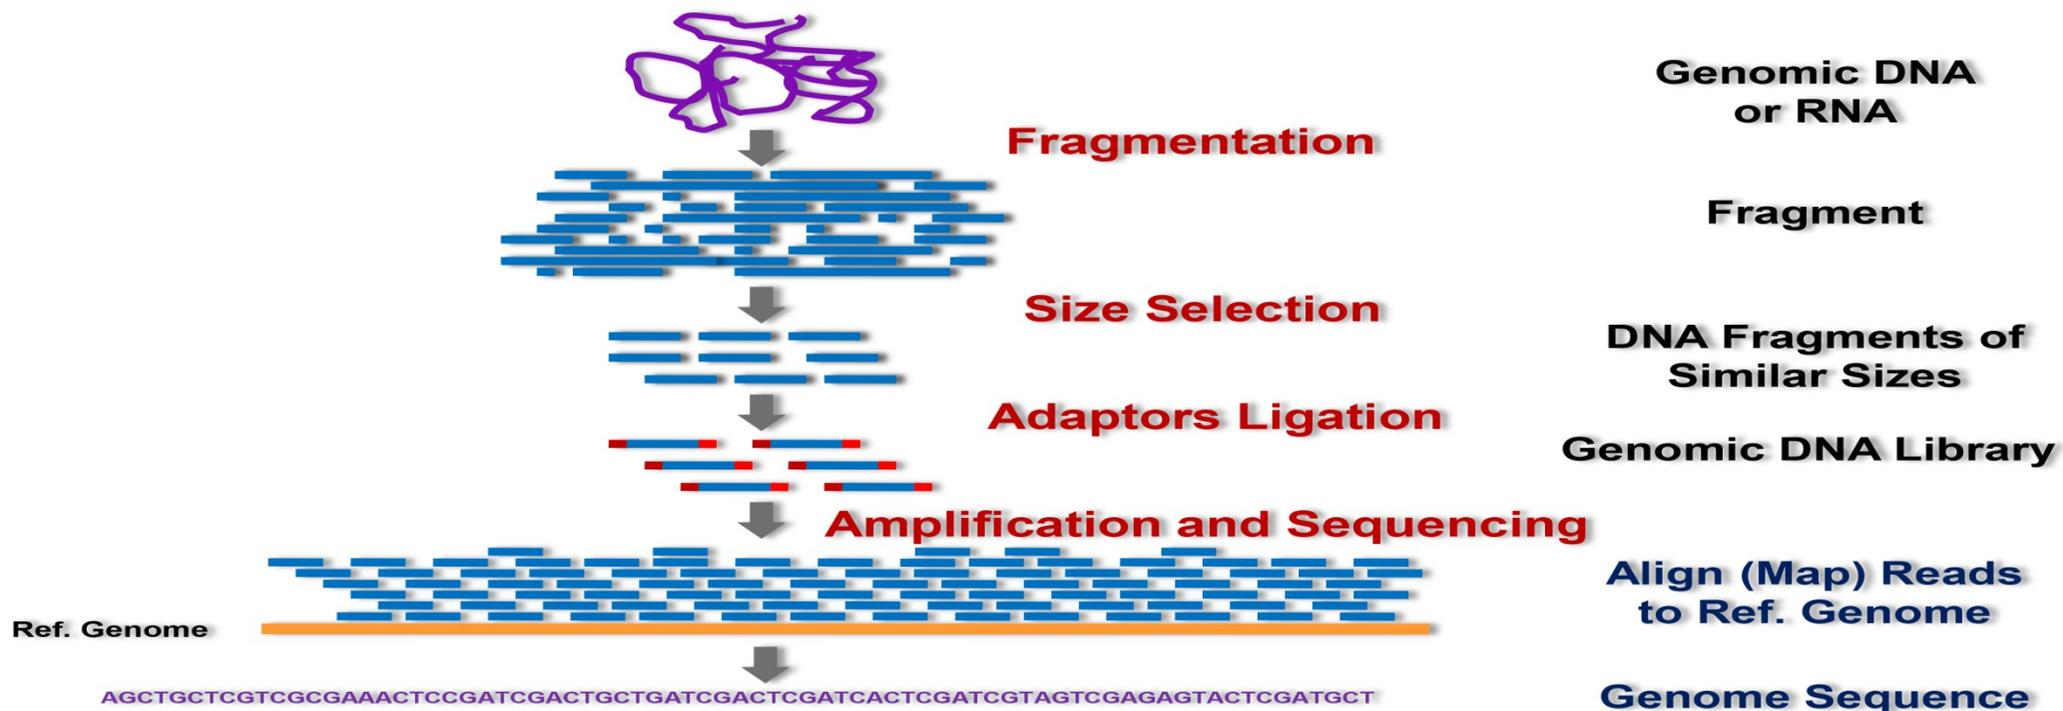 Genomic DNA
or RNA
Fragmentation
Fragment
Size Selection
DNA Fragments of
Similar Sizes
Adaptors Ligation
Genomic DNA Library
Amplification and Sequencing
Align (Map) Reads
to Ref. Genome
Ref. Genome
AGCTGCTCGTCGCGAAACTCCGATCGACTGCTGATCGACTCGATCACTCGATCGTAGTCGAGAGTACTCGATGCT
Genome Sequence